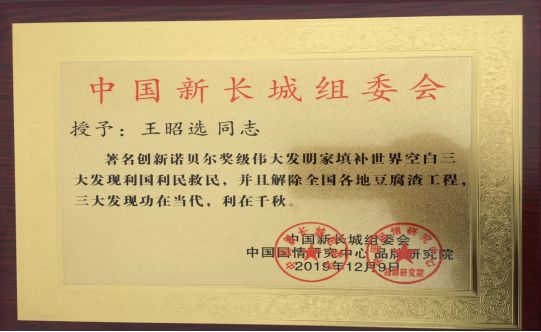 中国新长城组委会
授予：王昭选 同志
著名创新诺贝尔奖级伟大发明家填补世界空白三
大发现利国利民救民，并且解除全国各地豆腐渣工程，
三大发现功在当代，利在千秋。
中国新长城组委会
中国国情研究中心 品牌研究院
2019年12月9日